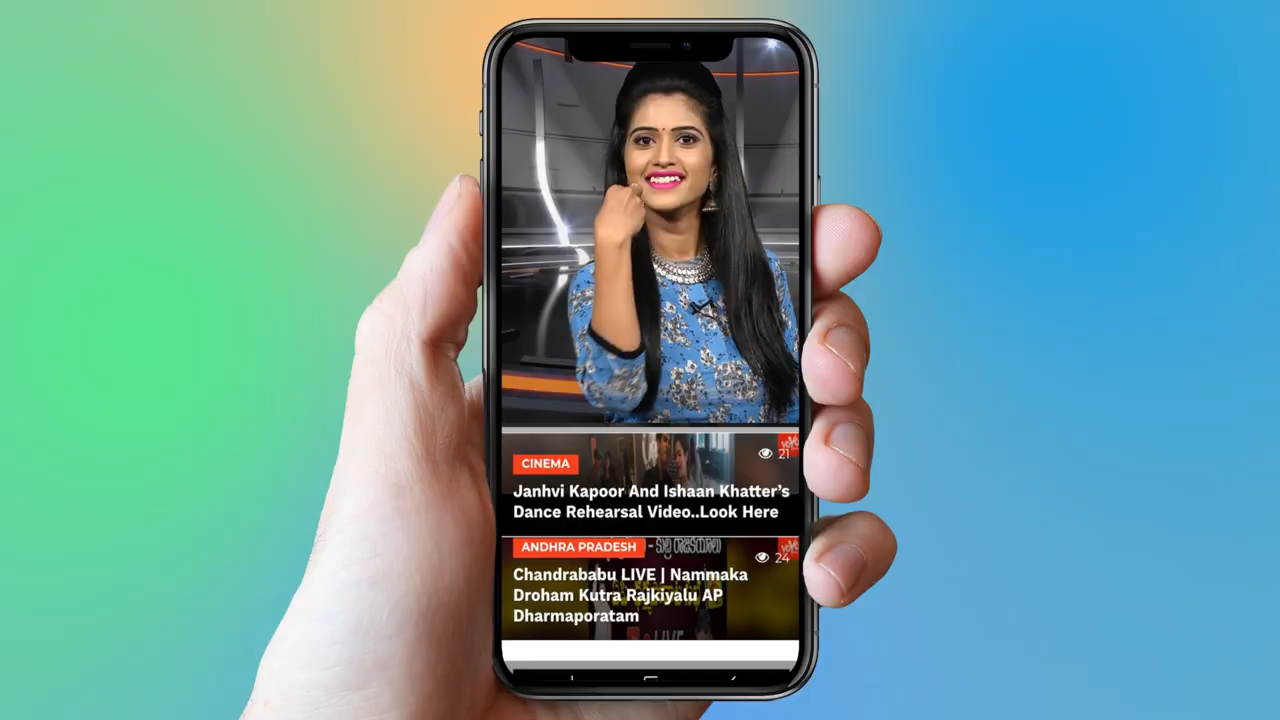 21
CINEMA
Janhvi Kapoor And Ishaan Khatter's
Dance Rehearsal Video..Look Here
ANDHRA PRADESH
24
Chandrababu LIVE | Nammaka
Droham Kutra Rajkiyalu AP
Dharmaporatam
LIVE